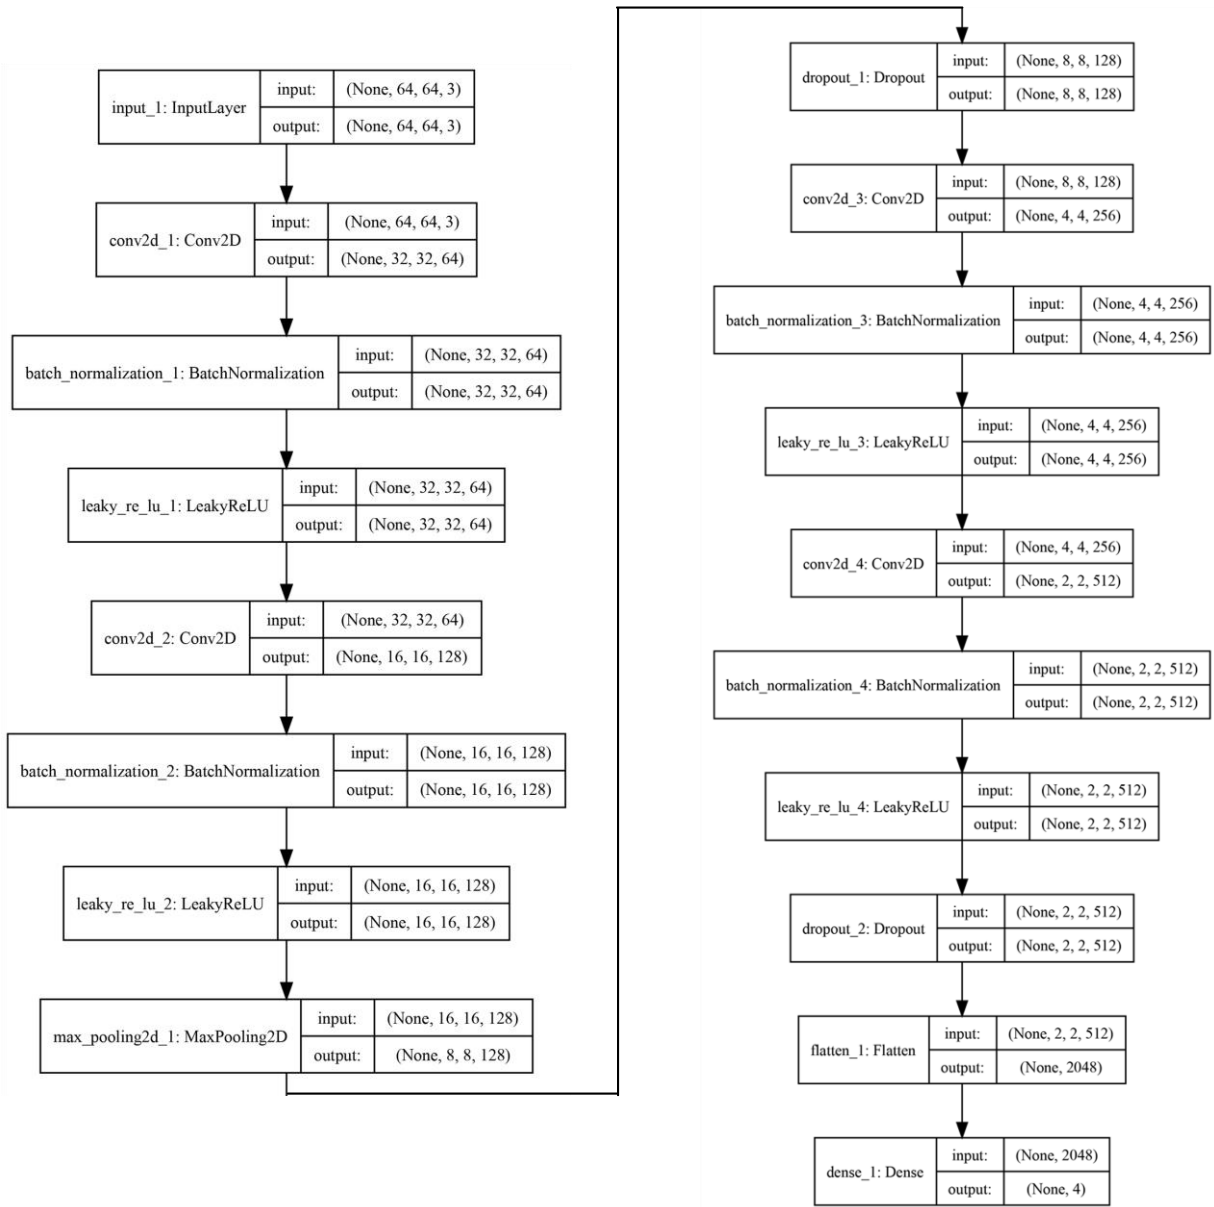 input_1: InputLayer
input: (None, 64, 64, 3)
output: (None, 64, 64, 3)
conv2d_1: Conv2D
input: (None, 64, 64, 3)
output: (None, 32, 32, 64)
batch_normalization_1: BatchNormalization
input: (None, 32, 32, 64)
output: (None, 32, 32, 64)
leaky_re_lu_1: LeakyReLU
input: (None, 32, 32, 64)
output: (None, 32, 32, 64)
conv2d_2: Conv2D
input: (None, 32, 32, 64)
output: (None, 16, 16, 128)
batch_normalization_2: BatchNormalization
input: (None, 16, 16, 128)
output: (None, 16, 16, 128)
leaky_re_lu_2: LeakyReLU
input: (None, 16, 16, 128)
output: (None, 16, 16, 128)
max_pooling2d_1: MaxPooling2D
input: (None, 16, 16, 128)
output: (None, 8, 8, 128)
dropout_1: Dropout
input: (None, 8, 8, 128)
output: (None, 8, 8, 128)
conv2d_3: Conv2D
input: (None, 8, 8, 128)
output: (None, 4, 4, 256)
batch_normalization_3: BatchNormalization
input: (None, 4, 4, 256)
output: (None, 4, 4, 256)
leaky_re_lu_3: LeakyReLU
input: (None, 4, 4, 256)
output: (None, 4, 4, 256)
conv2d_4: Conv2D
input: (None, 4, 4, 256)
output: (None, 2, 2, 512)
batch_normalization_4: BatchNormalization
input: (None, 2, 2, 512)
output: (None, 2, 2, 512)
leaky_re_lu_4: LeakyReLU
input: (None, 2, 2, 512)
output: (None, 2, 2, 512)
dropout_2: Dropout
input: (None, 2, 2, 512)
output: (None, 2, 2, 512)
flatten_1: Flatten
input: (None, 2, 2, 512)
output: (None, 2048)
dense_1: Dense
input: (None, 2048)
output: (None, 4)